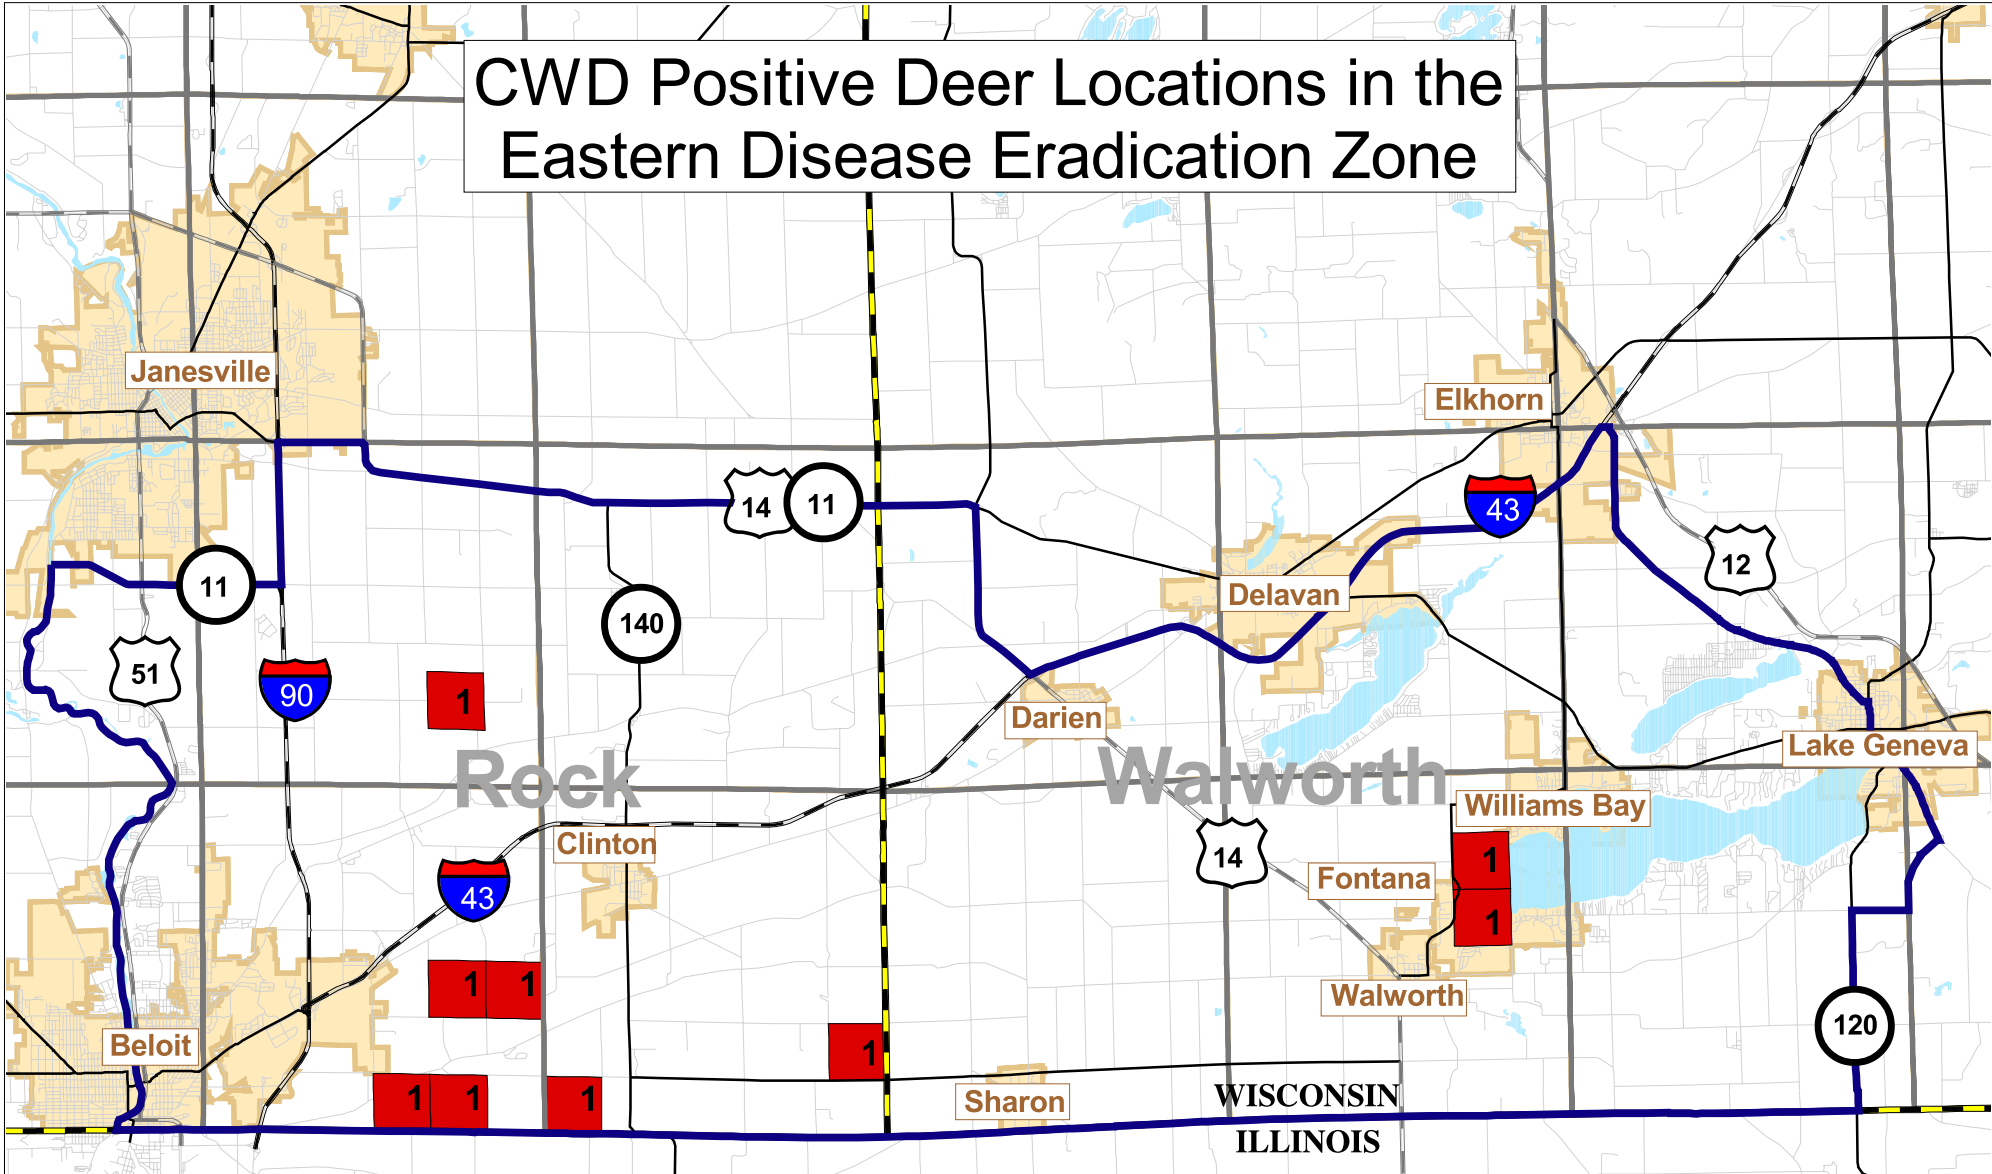 CWD Positive Deer Locations in the
Eastern Disease Eradication Zone
Janesville
Elkhorn
14
11
43
12
11
140
Delavan
51
90
1
Darien
Rock
Walworth
Lake Geneva
Williams Bay
Clinton
14
1
Fontana
43
1
1
1
Walworth
120
Beloit
1
1
1
1
Sharon
WISCONSIN
ILLINOIS